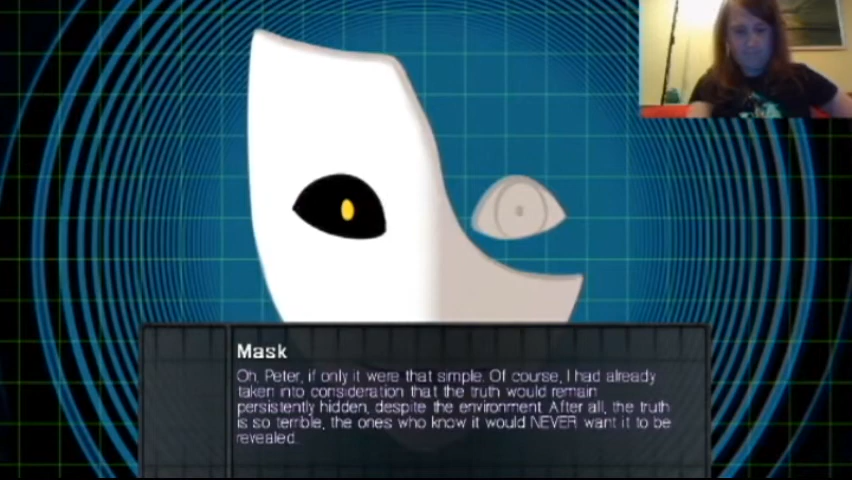 Mask
Oh, Peter, if only it were that simple. Of course, I had already
taken into consideration that the truth would remain
persistently hidden, despite the environment. After all, the truth
is so terrible, the ones who know it would NEVER want it to be
revealed.